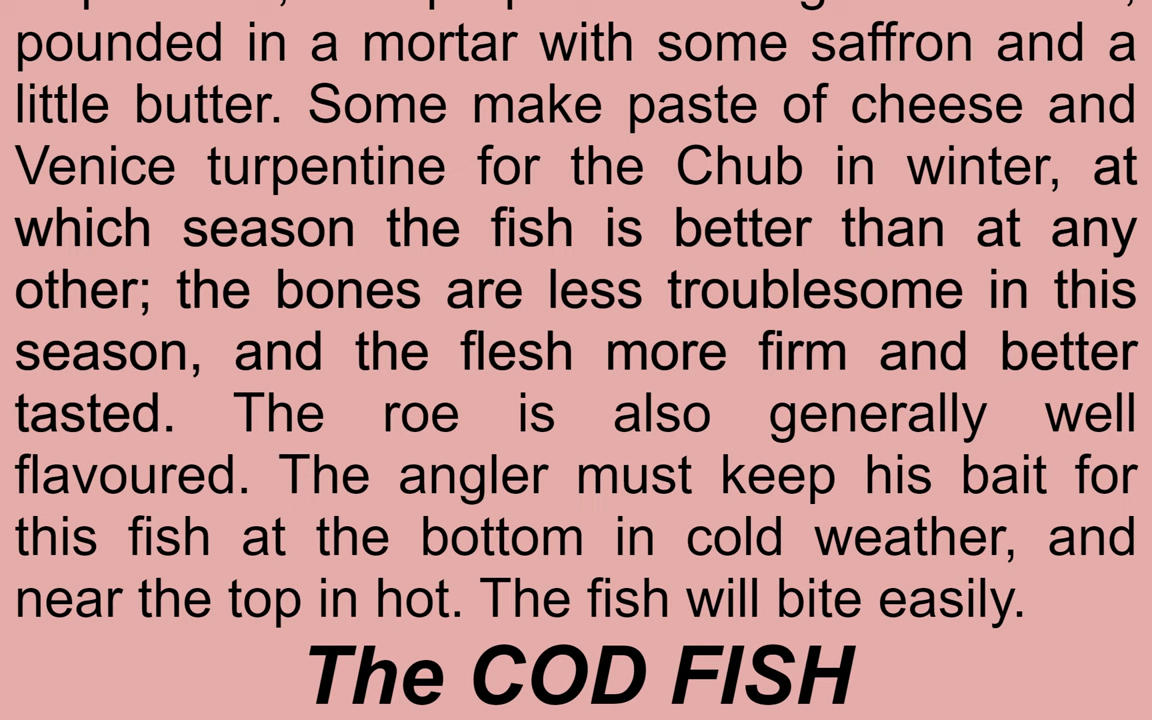 pounded in a mortar with some saffron and a
little butter. Some make paste of cheese and
Venice turpentine for the Chub in winter, at
which season the fish is better than at any
other; the bones are less troublesome in this
season, and the flesh more firm and better
tasted. The roe is also generally well
flavoured. The angler must keep his bait for
this fish at the bottom in cold weather, and
near the top in hot. The fish will bite easily.
The COD FISH